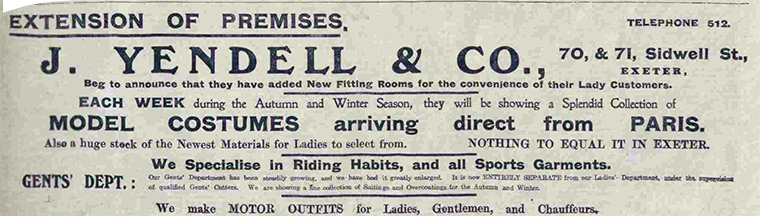 EXTENSION OF PREMISES. TELEPHONE 512.
J. YENDELL & CO., 70, & 71, Sidwell St.,
EXETER,
Beg to announce that they have added New Fitting Rooms for the convenience of their Lady Customers.
EACH WEEK during the Autumn and Winter Season, they will be showing a Splendid Collection of
MODEL COSTUMES arriving direct from PARIS.
Also a huge stock of the Newest Materials for Ladies to select from. NOTHING TO EQUAL IT IN EXETER.
We Specialise in Riding Habits, and all Sports Garments.
GENTS' DEPT.: Our Gents' Department has been steadily growing, and we have had it greatly enlarged. It is now ENTIRELY SEPARATE from our Ladies'-Department, under the supervision
of qualified Gents' Cutters. We are showing a fine collection of Suitings and Overcoatings for the Autumn and Winter.
We make MOTOR OUTFITS for Ladies, Gentlemen, and Chauffeurs.